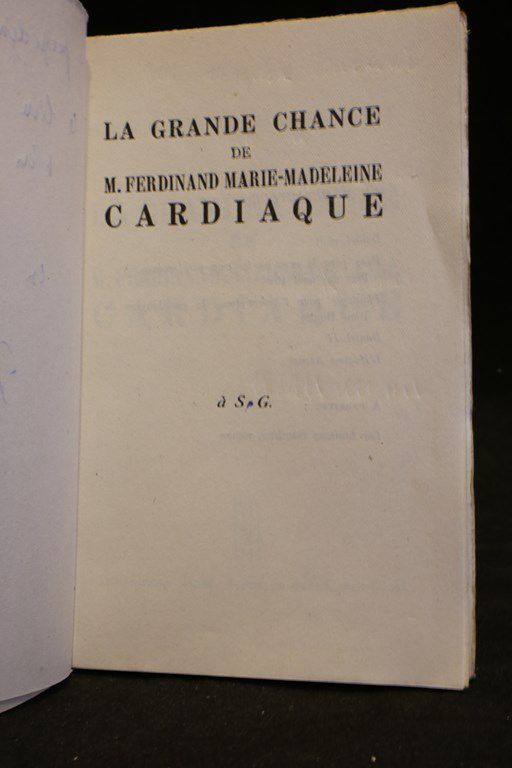 LA GRANDE CHANCE
DE
M. FERDINAND MARIE-MADELEINE
CARDIAQUE
à S. G.